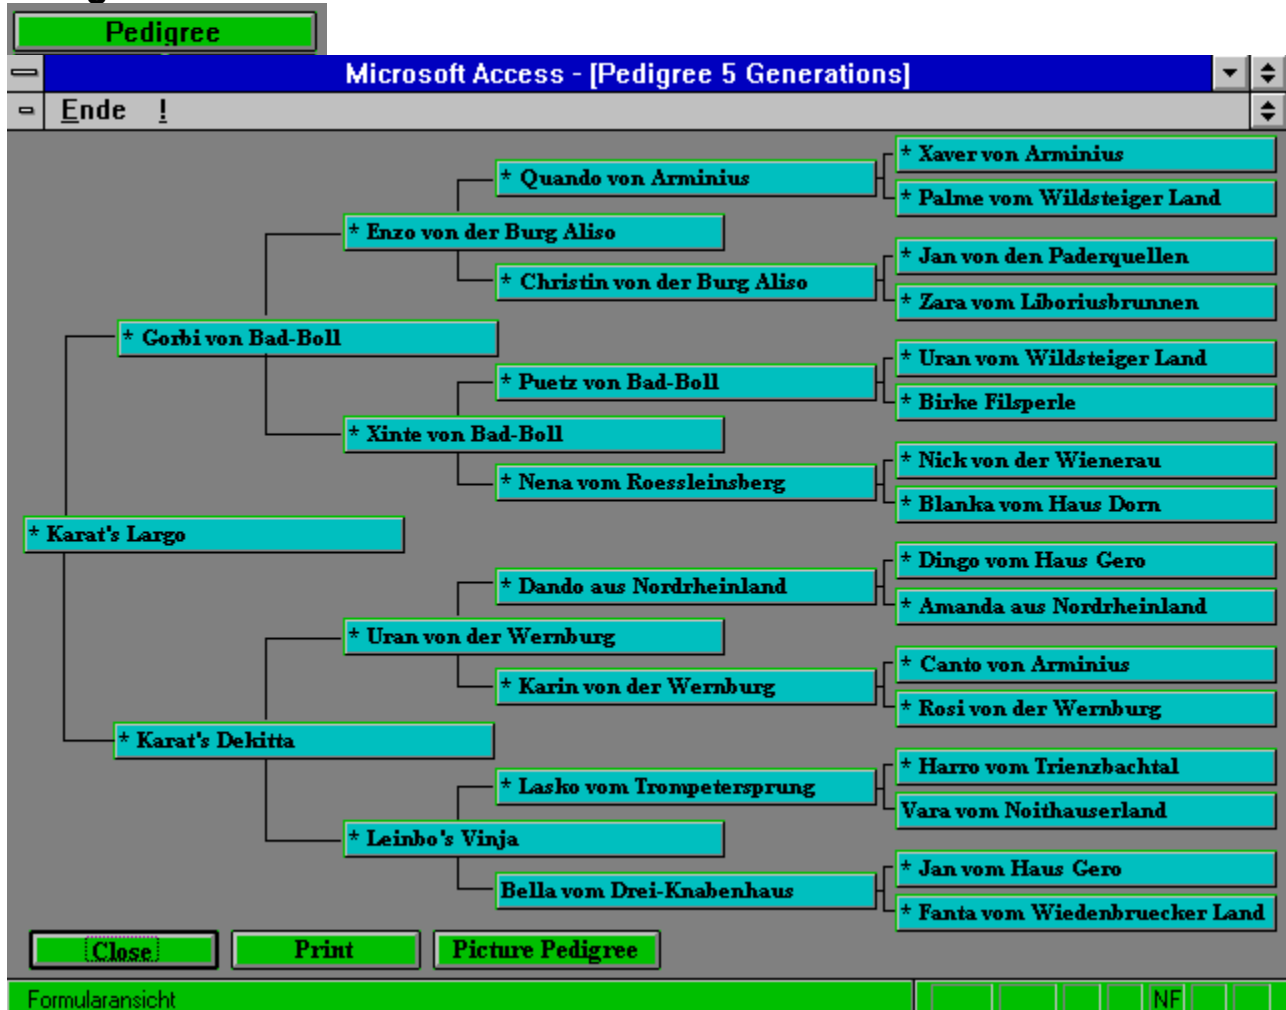 Pedigree
Microsoft Access - [Pedigree 5 Generations]
Ende !
* Xaver von Arminius
* Quando von Arminius
* Palme vom Wildsteiger Land
* Enzo von der Burg Aliso
* Jan von den Paderquellen
* Christin von der Burg Aliso
* Zara vom Liboriusbrunnen
* Gorbi von Bad-Boll
* Uran vom Wildsteiger Land
* Puetz von Bad-Boll
* Birke Filsperle
* Xinte von Bad-Boll
* Nick von der Wienerau
* Nena vom Roessleinsberg
* Blanka vom Haus Dorn
* Karat's Largo
* Dingo vom Haus Gero
* Dando aus Nordrheinland
* Amanda aus Nordrheinland
* Uran von der Wernburg
* Canto von Arminius
* Karin von der Wernburg
* Rosi von der Wernburg
* Karat's Dekitta
* Harro vom Trienzbachtal
* Lasko vom Trompetersprung
Vara vom Noithauserland
* Leinbo's Vinja
* Jan vom Haus Gero
Bella vom Drei-Knabenhaus
* Fanta vom Wiedenbruecker Land
Close Print Picture Pedigree
Formularansicht NF